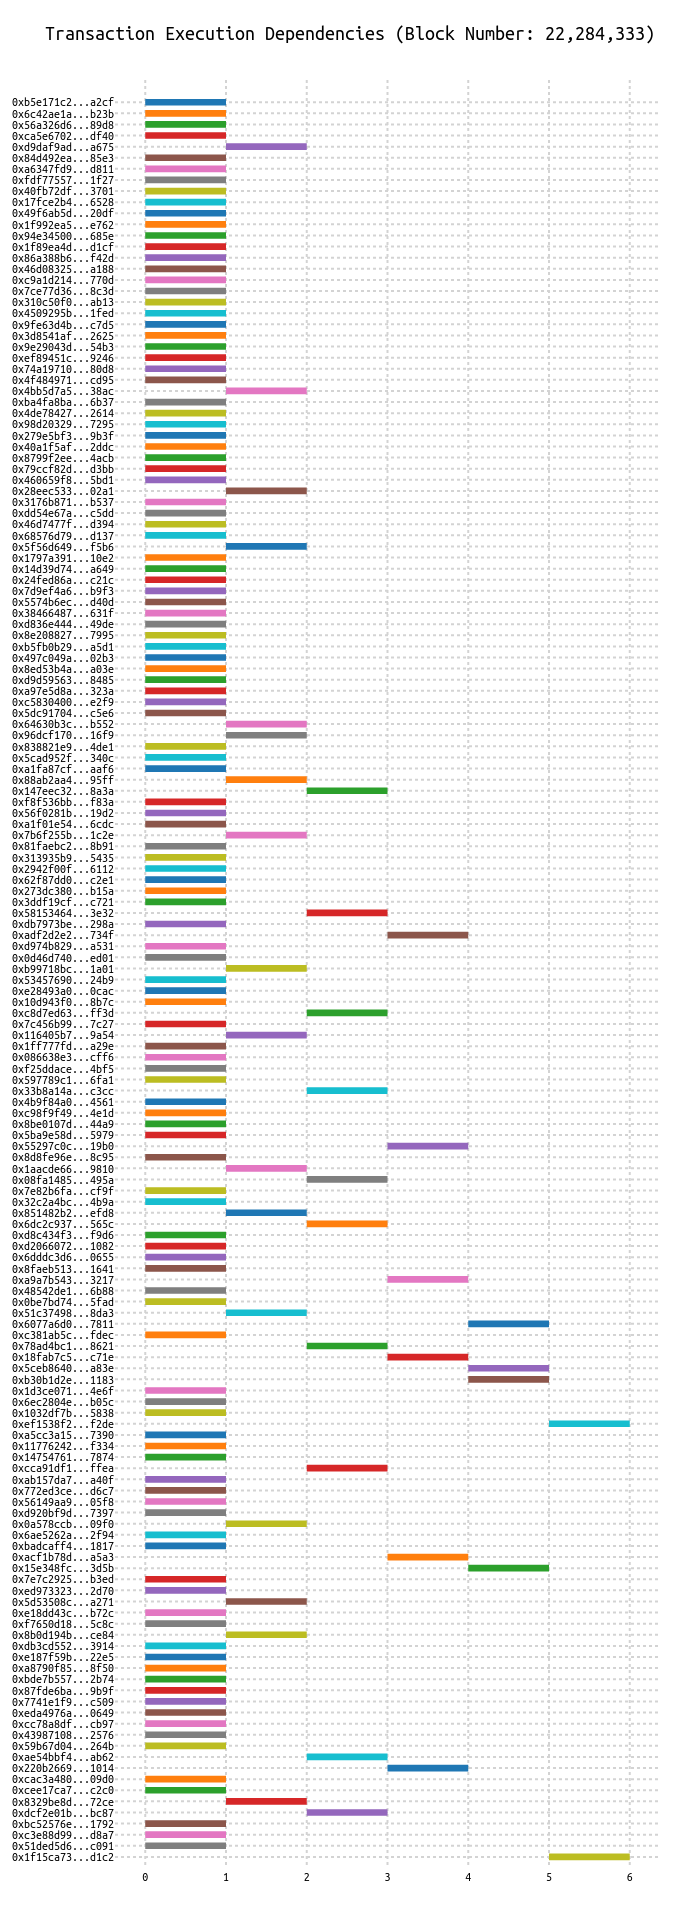 Transaction Execution Dependencies (Block Number: 22,284,333)
0xb5e171c2...a2cf
0x6c42ae1a...b23b
0x56a326d6...89d8
0xca5e6702...df40
0xd9daf9ad...a675
0x84d492ea...85e3
0xa6347fd9...d811
0xfdf77557...1f27
0x40fb72df...3701
0x17fce2b4...6528
0x49f6ab5d...20df
0x1f992ea5...e762
0x94e34500...685e
0x1f89ea4d...d1cf
0x86a388b6...f42d
0x46d08325...a188
0xc9a1d214...770d
0x7ce77d36...8c3d
0x310c50f0...ab13
0x4509295b...1fed
0x9fe63d4b...c7d5
0x3d8541af...2625
0x9e29043d...54b3
0xef89451c...9246
0x74a19710...80d8
0x4f484971...cd95
0x4bb5d7a5...38ac
0xba4fa8ba...6b37
0x4de78427...2614
0x98d20329...7295
0x279e5bf3...9b3f
0x40a1f5af...2ddc
0x8799f2ee...4acb
0x79ccf82d...d3bb
0x460659f8...5bd1
0x28eec533...02a1
0x3176b871...b537
0xdd54e67a...c5dd
0x46d7477f...d394
0x68576d79...d137
0x5f56d649...f5b6
0x1797a391...10e2
0x14d39d74...a649
0x24fed86a...c21c
0x7d9ef4a6...b9f3
0x5574b6ec...d40d
0x38466487...631f
0xd836e444...49de
0x8e208827...7995
0xb5fb0b29...a5d1
0x497c049a...02b3
0x8ed53b4a...a03e
0xd9d59563...8485
0xa97e5d8a...323a
0xc5830400...e2f9
0x5dc91704...c5e6
0x64630b3c...b552
0x96dcf170...16f9
0x838821e9...4de1
0x5cad952f...340c
0xa1fa87cf...aaf6
0x88ab2aa4...95ff
0x147eec32...8a3a
0xf8f536bb...f83a
0x56f0281b...19d2
0xa1f01e54...6cdc
0x7b6f255b...1c2e
0x81faebc2...8b91
0x313935b9...5435
0x2942f00f...6112
0x62f87dd0...c2e1
0x273dc380...b15a
0x3ddf19cf...c721
0x58153464...3e32
0xdb7973be...298a
0xadf2d2e2...734f
0xd974b829...a531
0x0d46d740...ed01
0xb99718bc...1a01
0x53457690...24b9
0xe28493a0...0cac
0x10d943f0...8b7c
0xc8d7ed63...ff3d
0x7c456b99...7c27
0x116405b7...9a54
0x1ff777fd...a29e
0x086638e3...cff6
0xf25ddace...4bf5
0x597789c1...6fa1
0x33b8a14a...c3cc
0x4b9f84a0...4561
0xc98f9f49...4e1d
0x8be0107d...44a9
0x5ba9e58d...5979
0x55297c0c...19b0
0x8d8fe96e...8c95
0x1aacde66...9810
0x08fa1485...495a
0x7e82b6fa...cf9f
0x32c2a4bc...4b9a
0x851482b2...efd8
0x6dc2c937...565c
0xd8c434f3...f9d6
0xd2066072...1082
0x6dddc3d6...0655
0x8faeb513...1641
0xa9a7b543...3217
0x48542de1...6b88
0x0be7bd74...5fad
0x51c37498...8da3
0x6077a6d0...7811
0xc381ab5c...fdec
0x78ad4bc1...8621
0x18fab7c5...c71e
0x5ceb8640...a83e
0xb30b1d2e...1183
0x1d3ce071...4e6f
0x6ec2804e...b05c
0x1032df7b...5838
0xef1538f2...f2de
0xa5cc3a15...7390
0x11776242...f334
0x14754761...7874
0xcca91df1...ffea
0xab157da7...a40f
0x772ed3ce...d6c7
0x56149aa9...05f8
0xd920bf9d...7397
0x0a578ccb...09f0
0x6ae5262a...2f94
0xbadcaff4...1817
0xacf1b78d...a5a3
0x15e348fc...3d5b
0x7e7c2925...b3ed
0xed973323...2d70
0x5d53508c...a271
0xe18dd43c...b72c
0xf7650d18...5c8c
0x8b0d194b...ce84
0xdb3cd552...3914
0xe187f59b...22e5
0xa8790f85...8f50
0xbde7b557...2b74
0x87fde6ba...9b9f
0x7741e1f9...c509
0xeda4976a...0649
0xcc78a8df...cb97
0x43987108...2576
0x59b67d04...264b
0xae54bbf4...ab62
0x220b2669...1014
0xcac3a480...09d0
0xcee17ca7...c2c0
0x8329be8d...72ce
0xdcf2e01b...bc87
0xbc52576e...1792
0xc3e88d99...d8a7
0x51ded5d6...c091
0x1f15ca73...d1c2
0 1 2 3 4 5 6